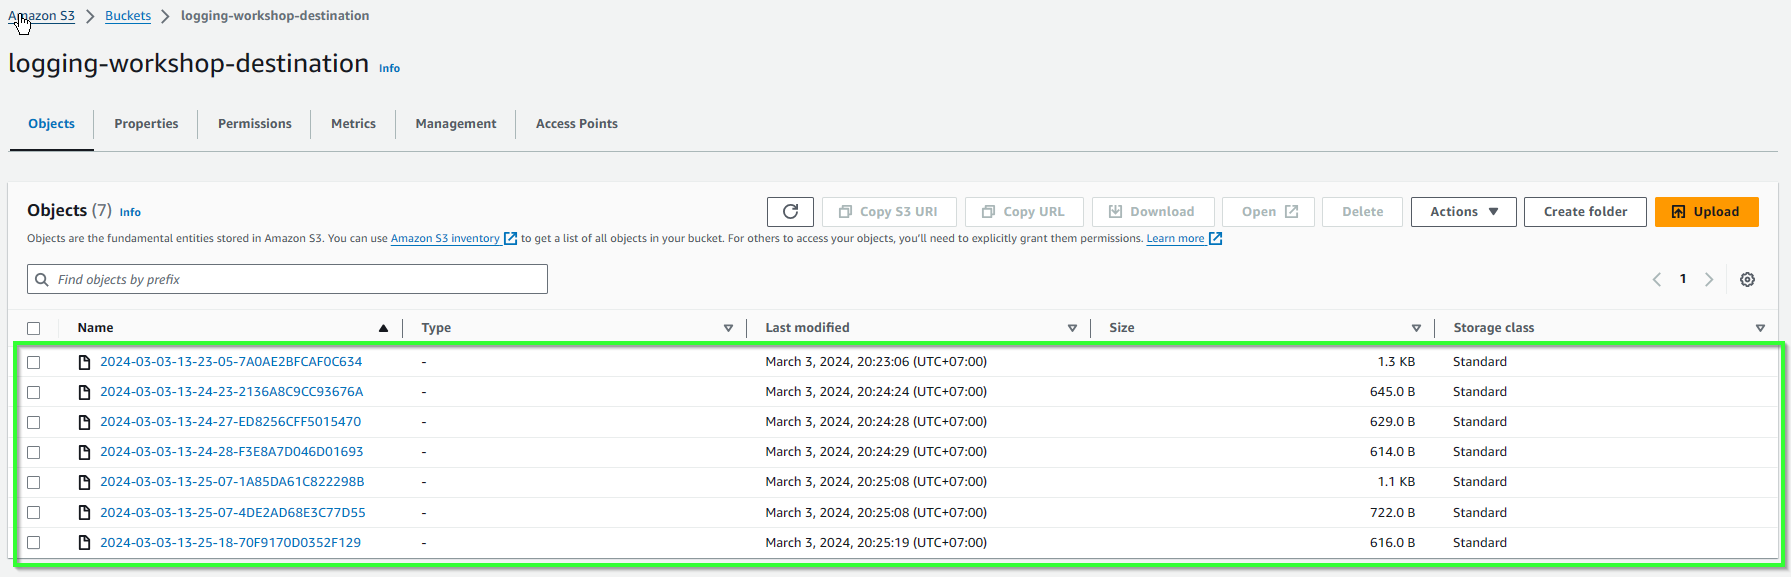 Amazon S3 > Buckets > logging-workshop-destination
logging-workshop-destination Info
Objects Properties Permissions Metrics Management Access Points
Objects (7) Info
Copy S3 URI Copy URL Download Open Delete Actions Create folder Upload
Objects are the fundamental entities stored in Amazon S3. You can use Amazon S3 inventory to get a list of all objects in your bucket. For others to access your objects, you'll need to explicitly grant them permissions. Learn more
Find objects by prefix
1
Name Type Last modified Size Storage class
2024-03-03-13-23-05-7A0AE2BFCAF0C634 - March 3, 2024, 20:23:06 (UTC+07:00) 1.3 KB Standard
2024-03-03-13-24-23-2136A8C9CC93676A - March 3, 2024, 20:24:24 (UTC+07:00) 645.0 B Standard
2024-03-03-13-24-27-ED8256CFF5015470 - March 3, 2024, 20:24:28 (UTC+07:00) 629.0 B Standard
2024-03-03-13-24-28-F3E8A7D046D01693 - March 3, 2024, 20:24:29 (UTC+07:00) 614.0 B Standard
2024-03-03-13-25-07-1A85DA61C822298B - March 3, 2024, 20:25:08 (UTC+07:00) 1.1 KB Standard
2024-03-03-13-25-07-4DE2AD68E3C77D55 - March 3, 2024, 20:25:08 (UTC+07:00) 722.0 B Standard
2024-03-03-13-25-18-70F9170D0352F129 - March 3, 2024, 20:25:19 (UTC+07:00) 616.0 B Standard